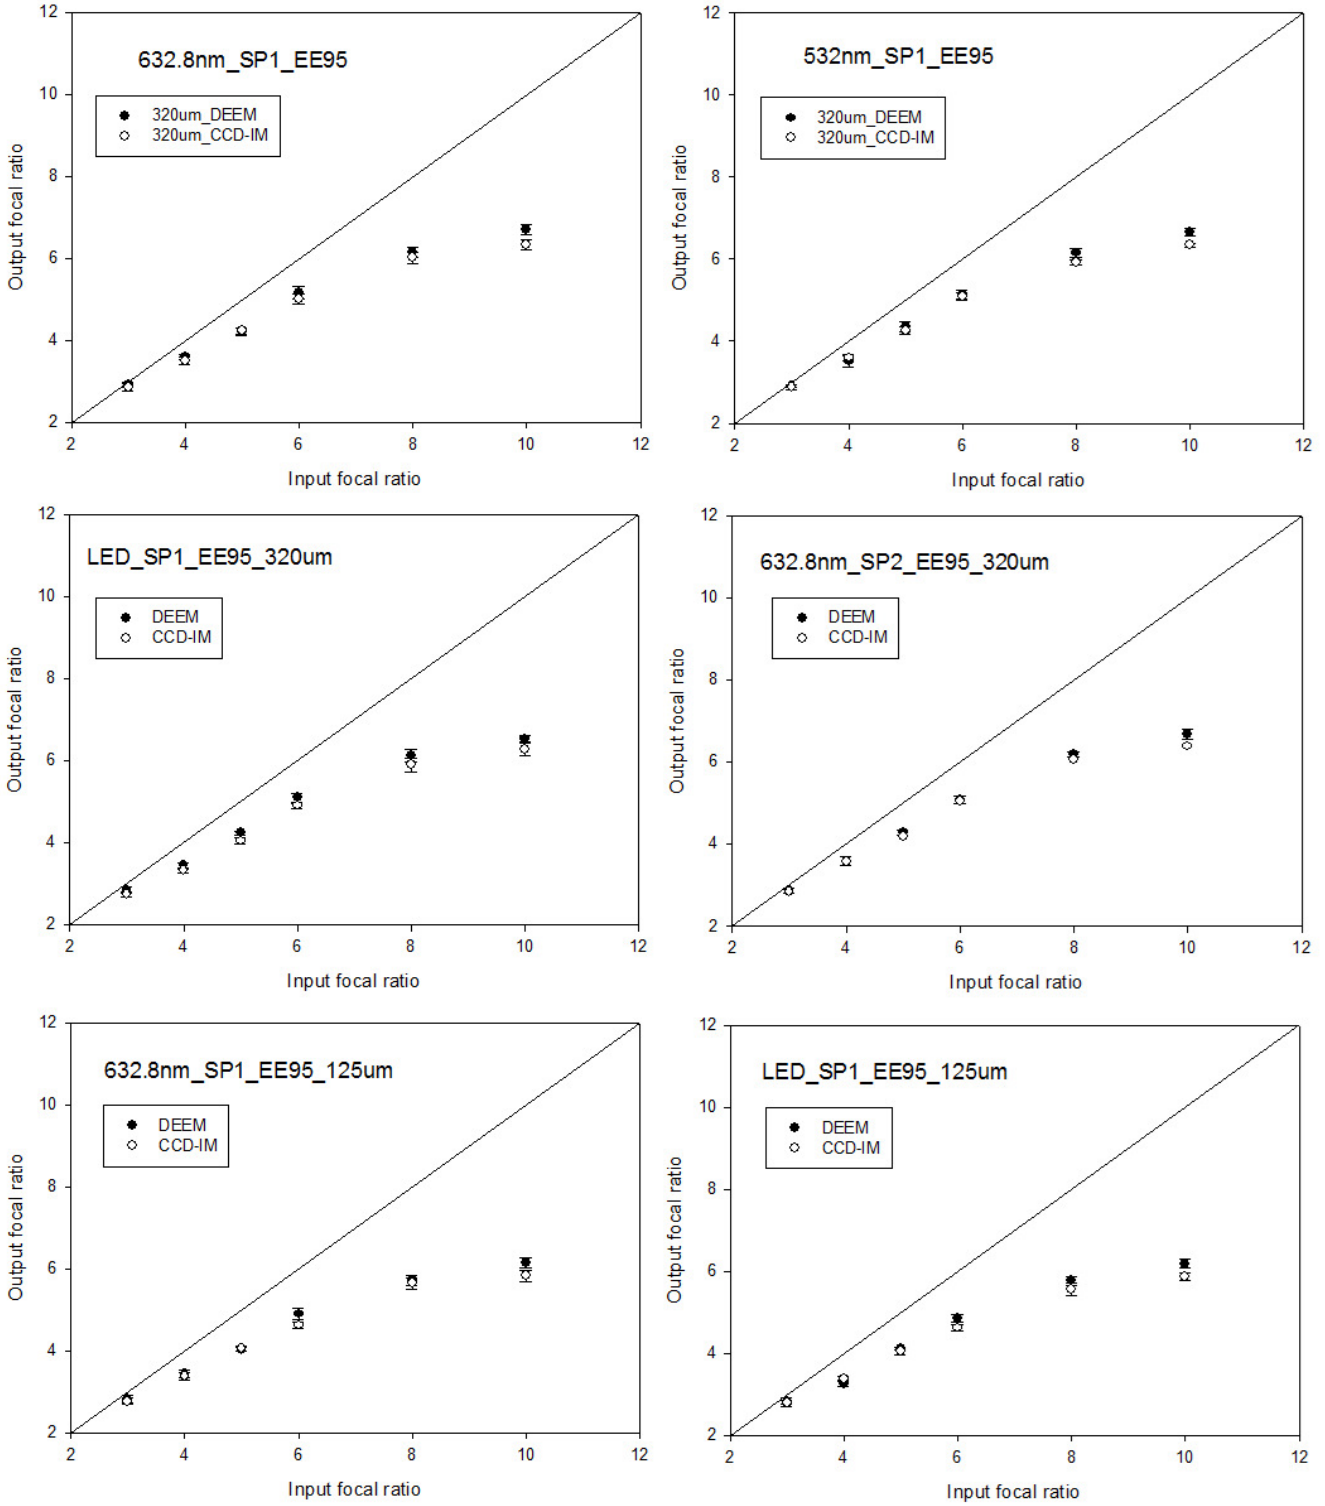 632.8nm_SP1_EE95
320um_DEEM
320um_CCD-IM
Output focal ratio
12
10
8
6
4
2
2 4 6 8 10 12
Input focal ratio
532nm_SP1_EE95
320um_DEEM
320um_CCD-IM
Output focal ratio
12
10
8
6
4
2
2 4 6 8 10 12
Input focal ratio
LED_SP1_EE95_320um
DEEM
CCD-IM
Output focal ratio
12
10
8
6
4
2
2 4 6 8 10 12
Input focal ratio
632.8nm_SP2_EE95_320um
DEEM
CCD-IM
Output focal ratio
12
10
8
6
4
2
2 4 6 8 10 12
Input focal ratio
632.8nm_SP1_EE95_125um
DEEM
CCD-IM
Output focal ratio
12
10
8
6
4
2
2 4 6 8 10 12
Input focal ratio
LED_SP1_EE95_125um
DEEM
CCD-IM
Output focal ratio
12
10
8
6
4
2
2 4 6 8 10 12
Input focal ratio